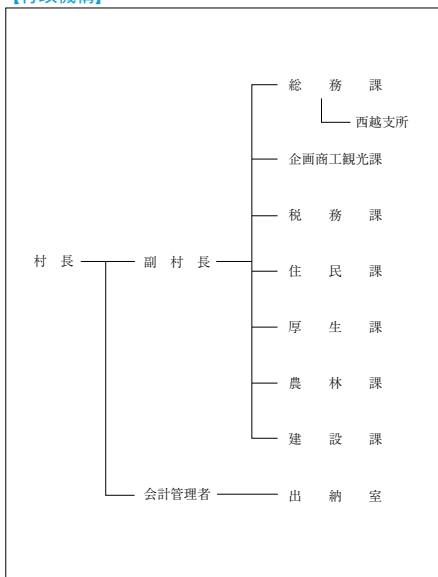 【行政機構】
総務課
西越支所
企画商工観光課
税務課
村長
副村長
住民課
厚生課
農林課
建設課
会計管理者
出納室